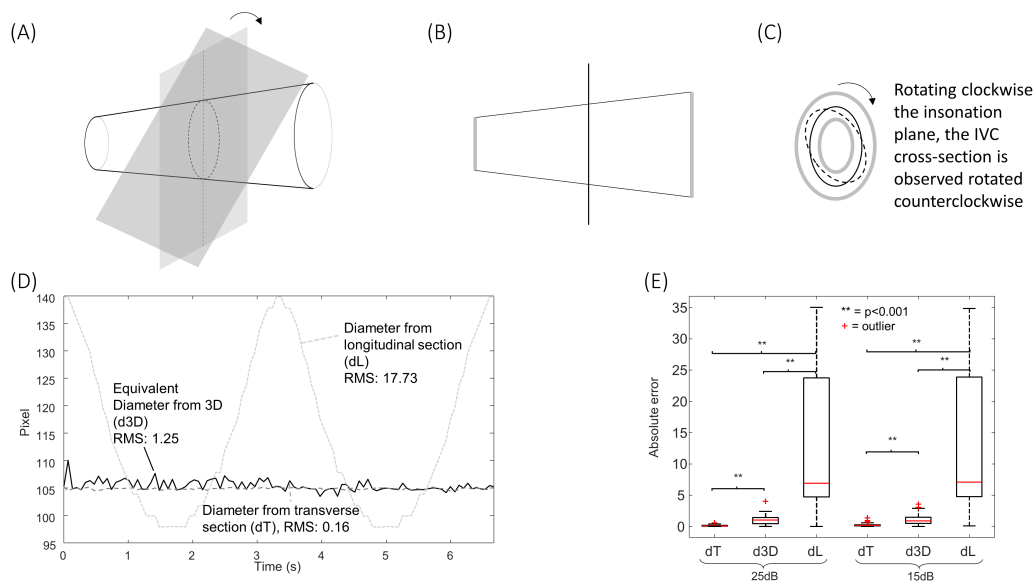 (A)
(B)
(C)
Rotating clockwise
the insonation
plane, the IVC
cross-section is
observed rotated
counterclockwise
(D)
140
135
130
125
120
115
110
105
100
95
Pixel
0
1
2
3
4
5
6
Time (s)
Diameter from
longitudinal section
(dL)
RMS: 17.73
Equivalent
Diameter from 3D
(d3D)
RMS: 1.25
Diameter from transverse
section (dT), RMS: 0.16
(E)
35
30
25
20
15
10
5
0
Absolute error
** = p<0.001
+ = outlier
**
**
**
**
**
**
dT
d3D
dL
dT
d3D
dL
25dB
15dB